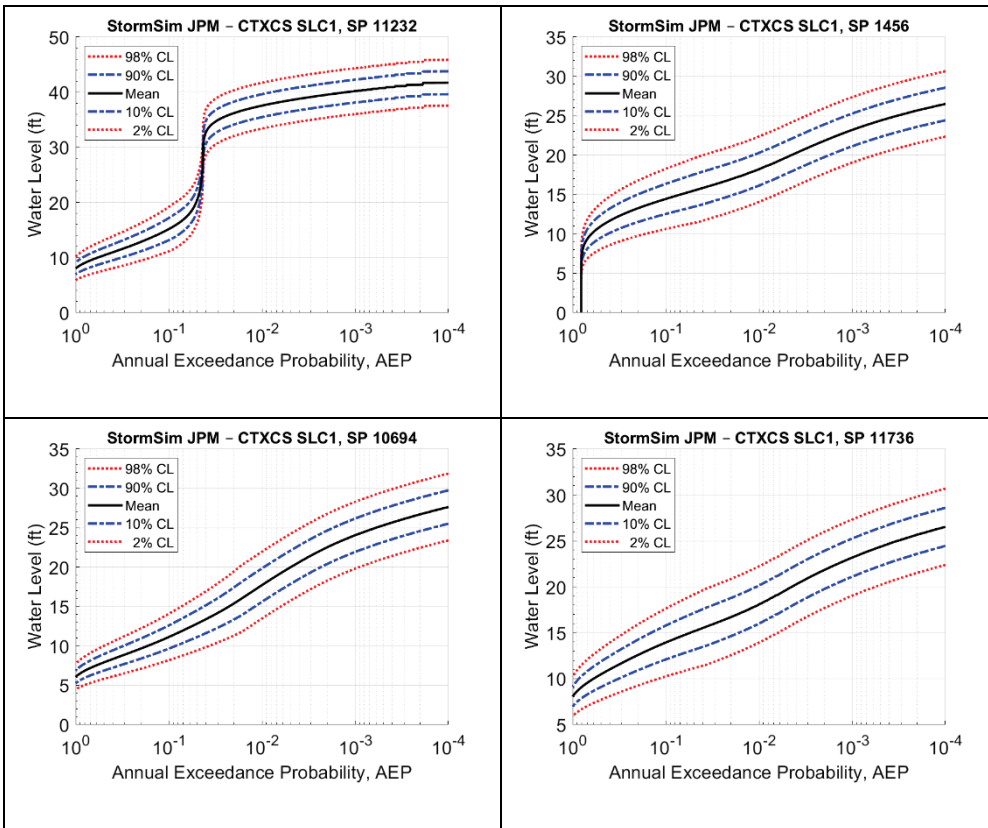 StormSim JPM – CTXCS SLC1, SP 11232
98% CL
90% CL
Mean
10% CL
2% CL
Water Level (ft)
50
40
30
20
10
0
10^0 10^-1 10^-2 10^-3 10^-4
Annual Exceedance Probability, AEP
StormSim JPM – CTXCS SLC1, SP 1456
98% CL
90% CL
Mean
10% CL
2% CL
Water Level (ft)
35
30
25
20
15
10
5
0
10^0 10^-1 10^-2 10^-3 10^-4
Annual Exceedance Probability, AEP
StormSim JPM – CTXCS SLC1, SP 10694
98% CL
90% CL
Mean
10% CL
2% CL
Water Level (ft)
35
30
25
20
15
10
5
0
10^0 10^-1 10^-2 10^-3 10^-4
Annual Exceedance Probability, AEP
StormSim JPM – CTXCS SLC1, SP 11736
98% CL
90% CL
Mean
10% CL
2% CL
Water Level (ft)
35
30
25
20
15
10
5
10^0 10^-1 10^-2 10^-3 10^-4
Annual Exceedance Probability, AEP